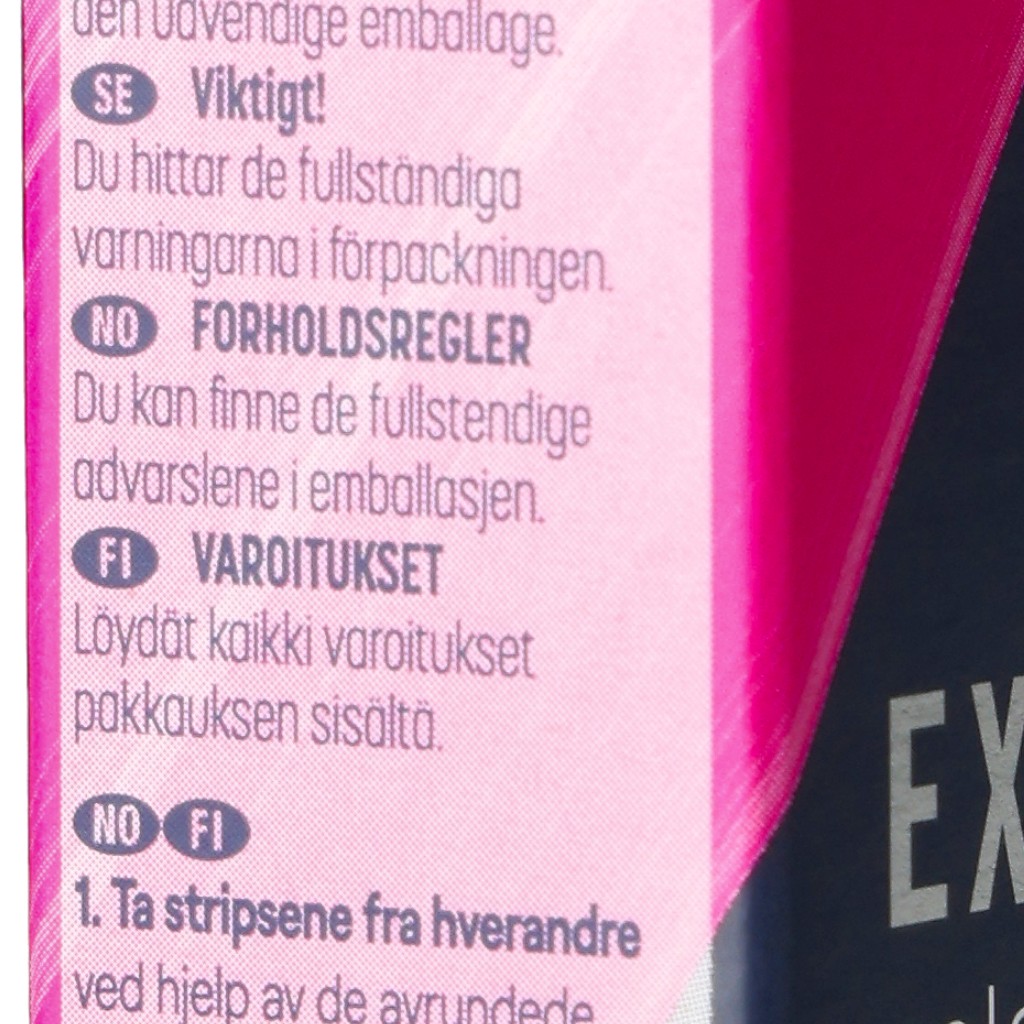 den udvendige emballage.
SE Viktigt!
Du hittar de fullständiga
varningarna i förpackningen.
NO FORHOLDSREGLER
Du kan finne de fullstendige
advarslene i emballasjen.
FI VAROITUKSET
Löydät kaikki varoitukset
pakkauksen sisältä.
NO FI
1. Ta stripsene fra hverandre
ved hjelp av de avrundede
EX